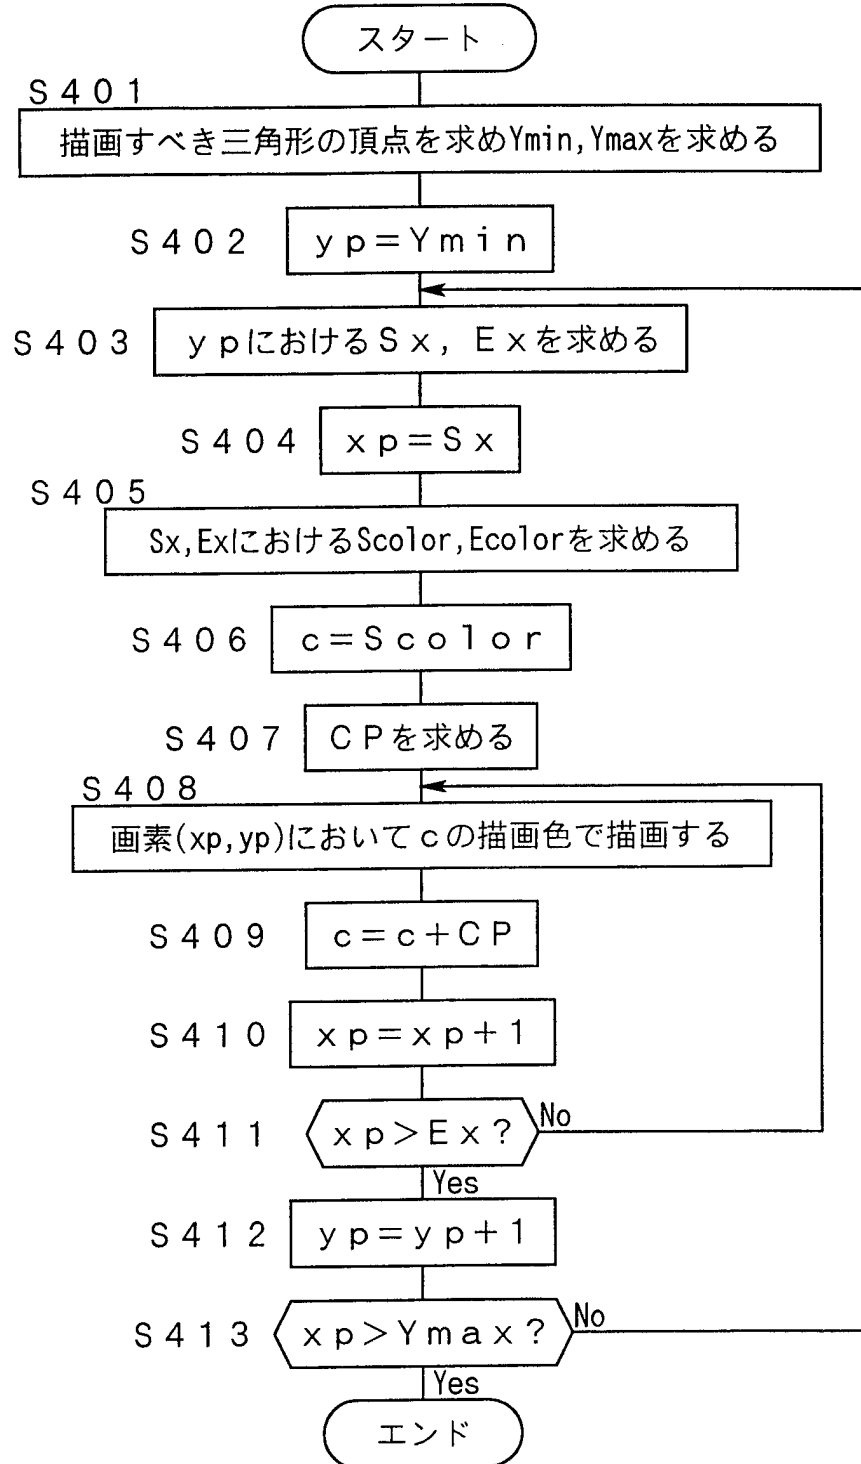 スタート
S401
描画すべき三角形の頂点を求めYmin,Ymaxを求める
S402
yp=Ymin
S403
ypにおけるSx，Exを求める
S404
xp=Sx
S405
Sx,ExにおけるScolor,Ecolorを求める
S406
c=Scolor
S407
CPを求める
S408
画素(xp,yp)においてcの描画色で描画する
S409
c=c+CP
S410
xp=xp+1
S411
xp>Ex?
No
Yes
S412
yp=yp+1
S413
xp>Ymax?
No
Yes
エンド